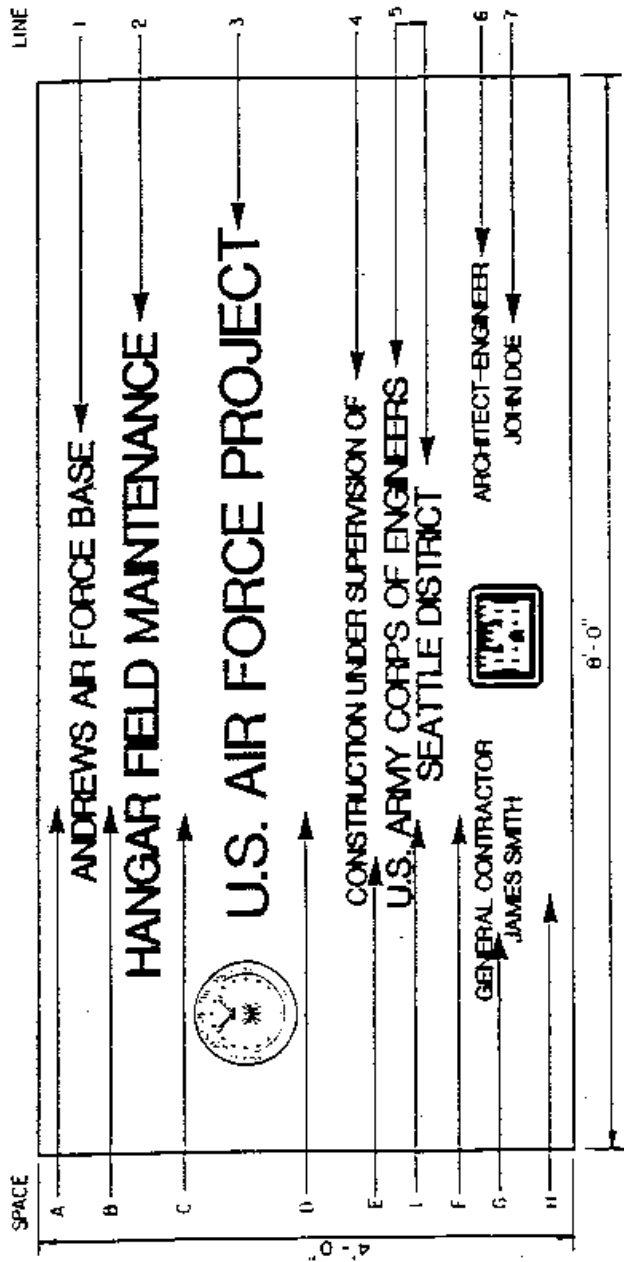 SPACE
LINE
A
1
ANDREWS AIR FORCE BASE
B
2
HANGAR FIELD MAINTENANCE
C
3
U.S. AIR FORCE PROJECT
D
4
CONSTRUCTION UNDER SUPERVISION OF
E
5
U.S. ARMY CORPS OF ENGINEERS
SEATTLE DISTRICT
F
6
GENERAL CONTRACTOR
ARCHITECT-ENGINEER
G
7
JAMES SMITH
JOHN DOE
H
4'-0"
8'-0"